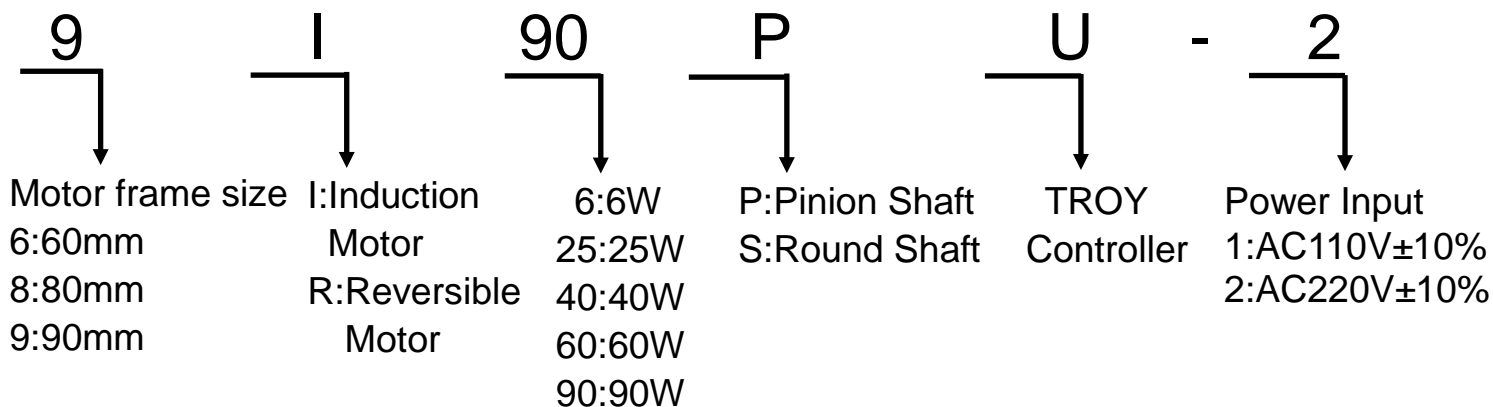 9 I 90 P U - 2
Motor frame size
6:60mm
8:80mm
9:90mm
I:Induction
Motor
R:Reversible
Motor
6:6W
25:25W
40:40W
60:60W
90:90W
P:Pinion Shaft
S:Round Shaft
TROY
Controller
Power Input
1:AC110V±10%
2:AC220V±10%